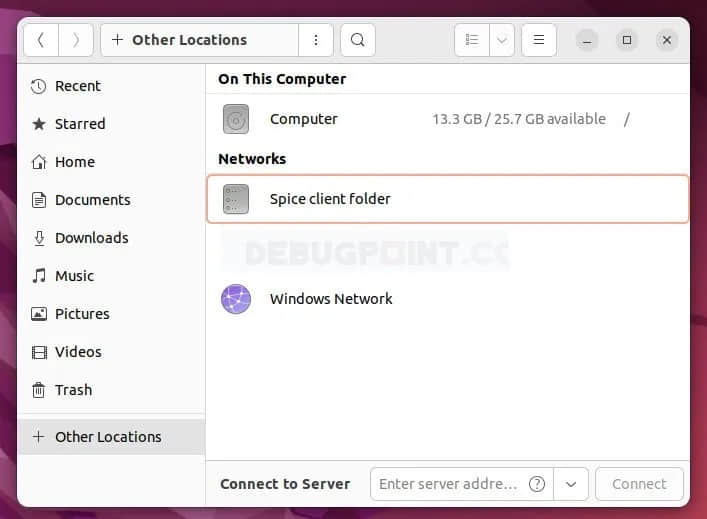 Other Locations
Recent
Starred
Home
Documents
Downloads
Music
Pictures
Videos
Trash
Other Locations
On This Computer
Computer 13.3 GB / 25.7 GB available /
Networks
Spice client folder
DEBUGPOINT.CO
Windows Network
Connect to Server Enter server addre... ? Connect